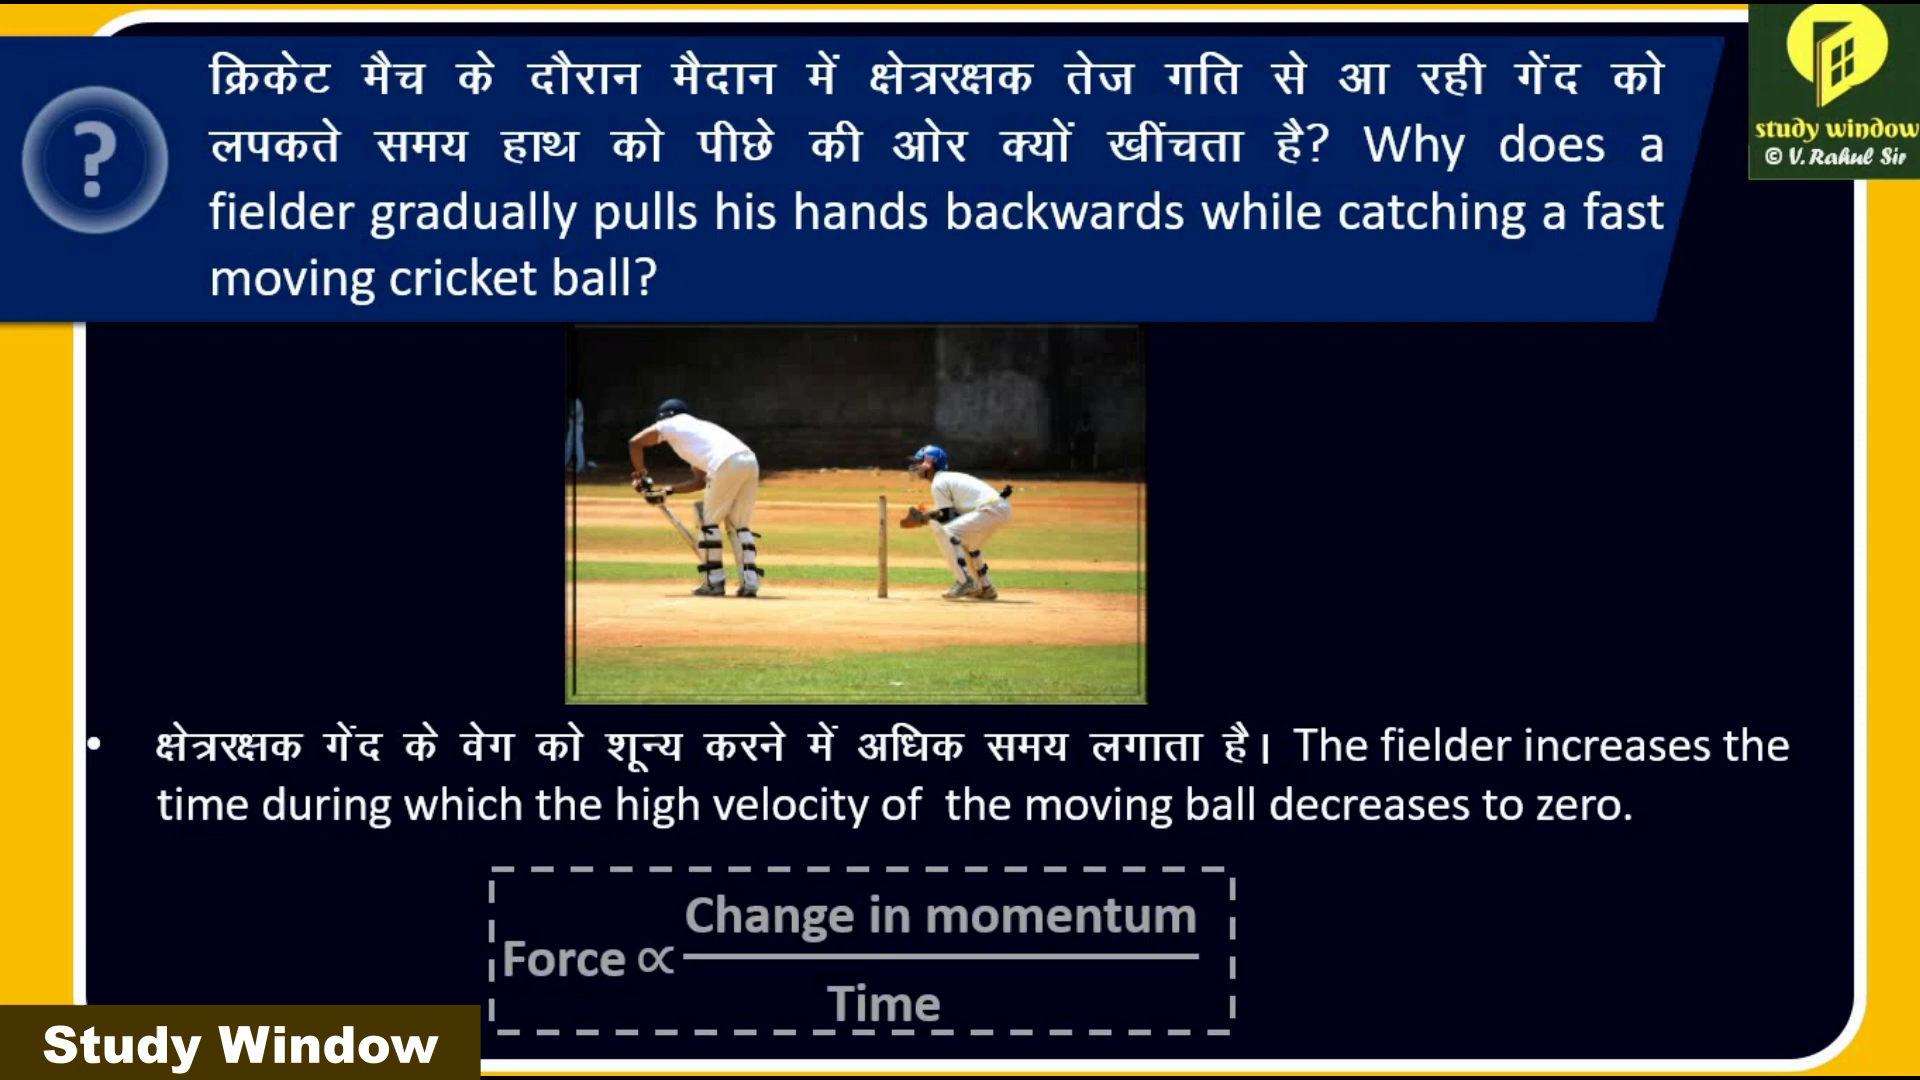 क्रिकेट मैच के दौरान मैदान में क्षेत्ररक्षक तेज गति से आ रही गेंद को
लपकते समय हाथ को पीछे की ओर क्यों खींचता है? Why does a
fielder gradually pulls his hands backwards while catching a fast
moving cricket ball?
?
study window
© V. Rahul Sir
• क्षेत्ररक्षक गेंद के वेग को शून्य करने में अधिक समय लगाता है। The fielder increases the
time during which the high velocity of the moving ball decreases to zero.
Change in momentum
Force ∝
Time
Study Window